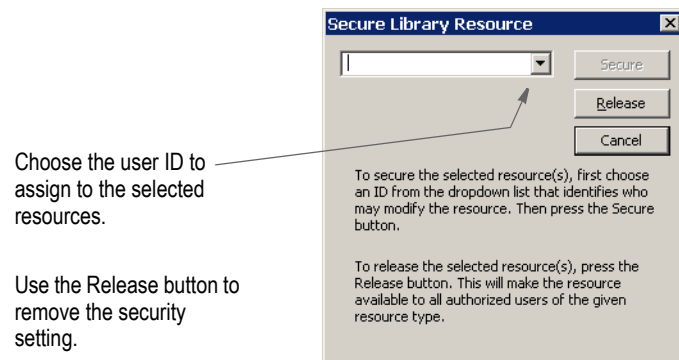 Secure Library Resource
Secure
Release
Cancel
Choose the user ID to
assign to the selected
resources.
To secure the selected resource(s), first choose
an ID from the dropdown list that identifies who
may modify the resource. Then press the Secure
button.
Use the Release button to
remove the security
setting.
To release the selected resource(s), press the
Release button. This will make the resource
available to all authorized users of the given
resource type.